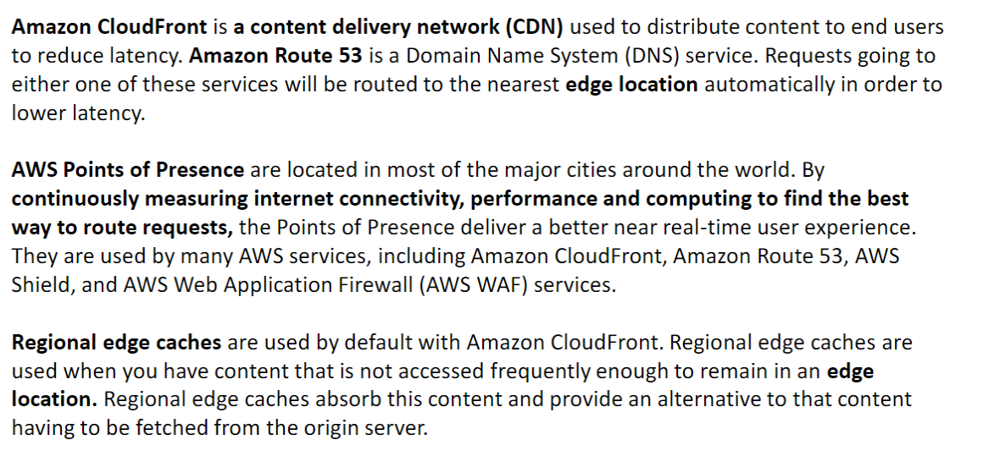 Amazon CloudFront is a content delivery network (CDN) used to distribute content to end users
to reduce latency. Amazon Route 53 is a Domain Name System (DNS) service. Requests going to
either one of these services will be routed to the nearest edge location automatically in order to
lower latency.
AWS Points of Presence are located in most of the major cities around the world. By
continuously measuring internet connectivity, performance and computing to find the best
way to route requests, the Points of Presence deliver a better near real-time user experience.
They are used by many AWS services, including Amazon CloudFront, Amazon Route 53, AWS
Shield, and AWS Web Application Firewall (AWS WAF) services.
Regional edge caches are used by default with Amazon CloudFront. Regional edge caches are
used when you have content that is not accessed frequently enough to remain in an edge
location. Regional edge caches absorb this content and provide an alternative to that content
having to be fetched from the origin server.